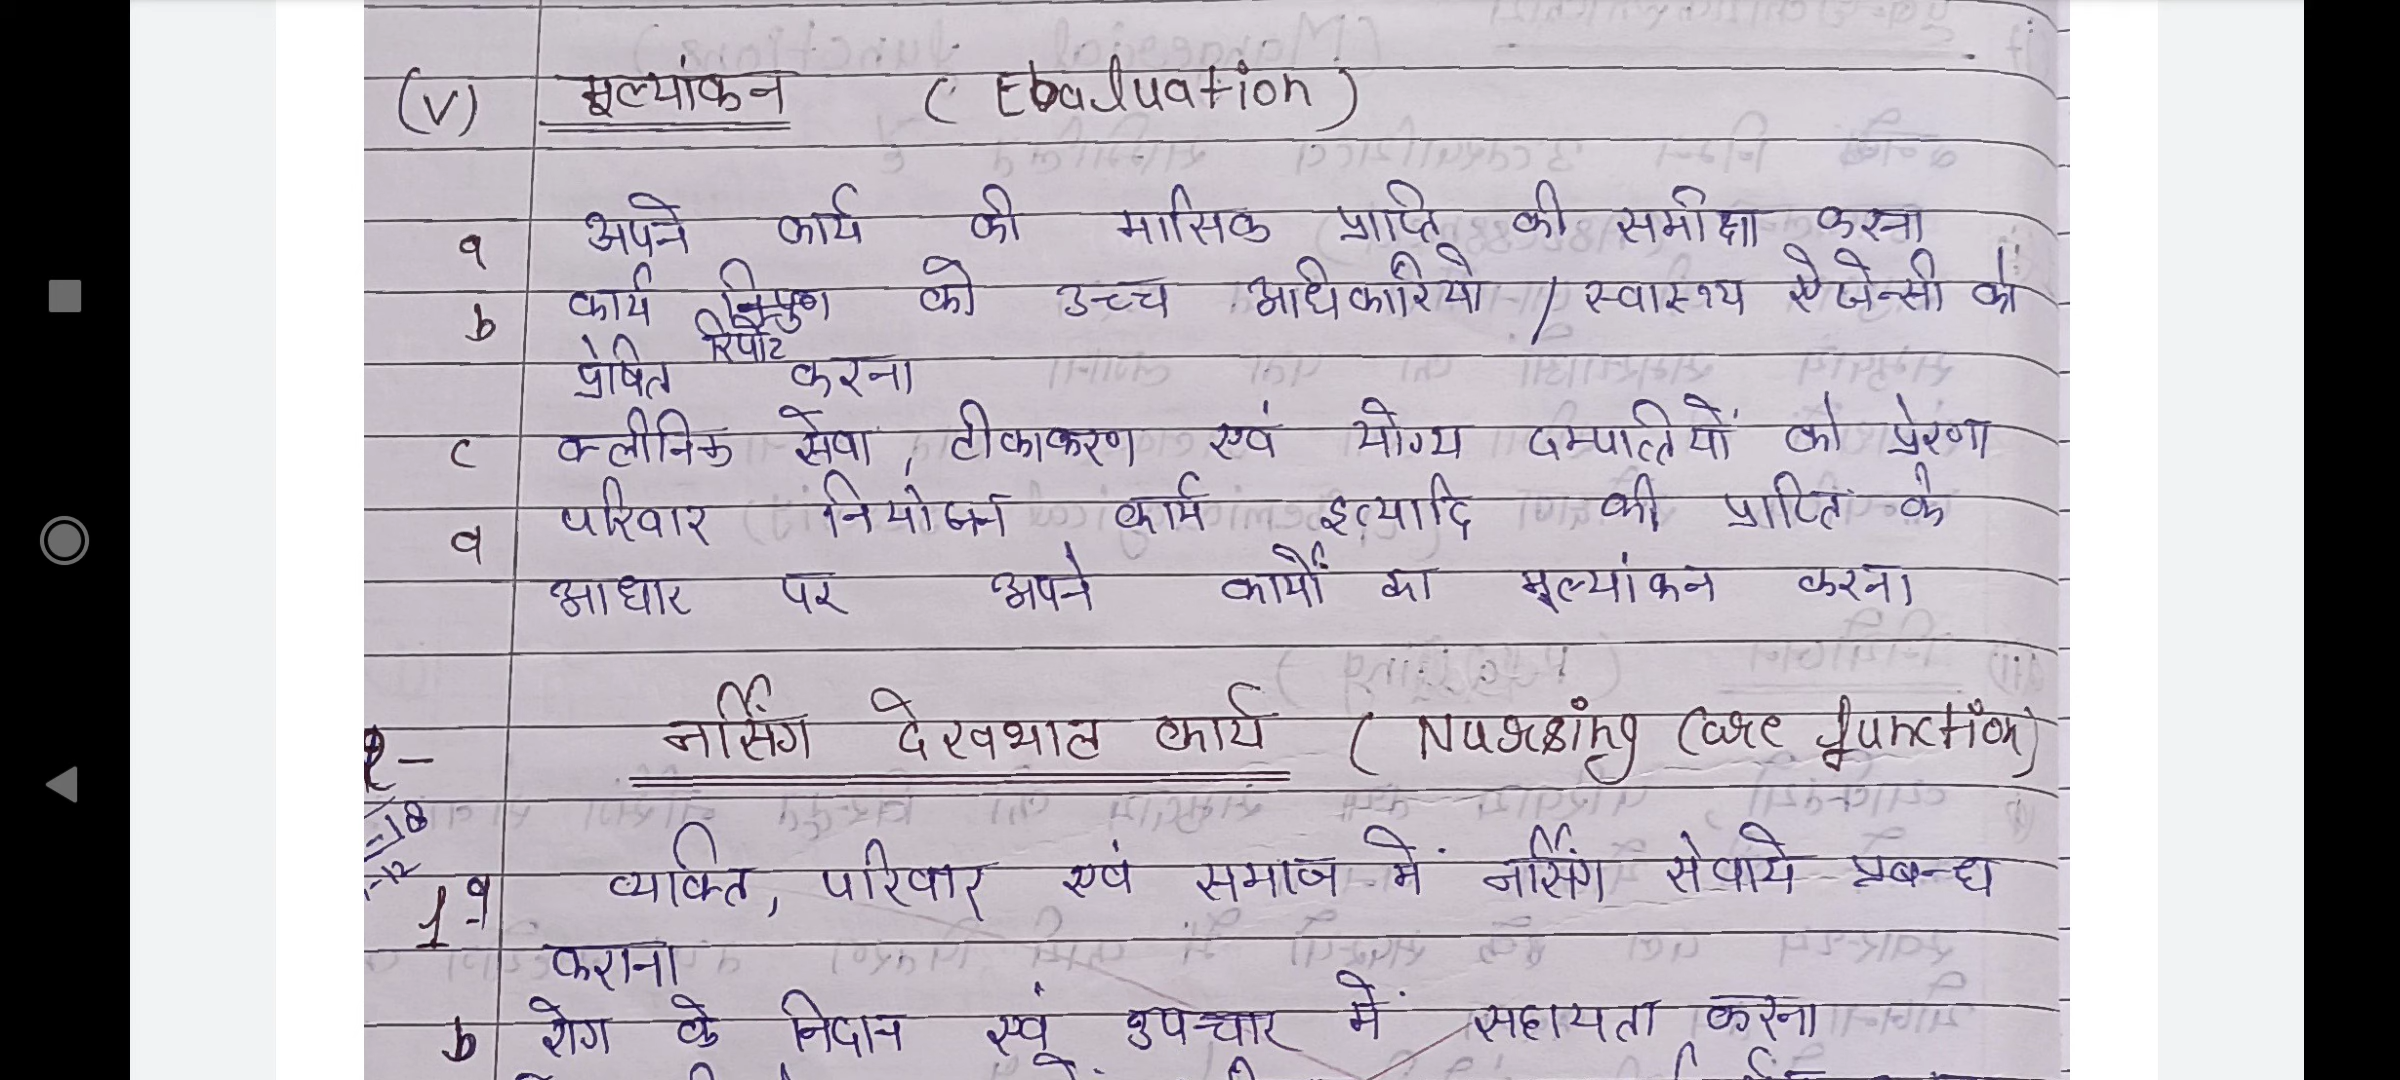 (v) मूल्यांकन (Ebaluation)
a अपने कार्य की मासिक प्राप्ति की समीक्षा करना
b कार्य को उच्च अधिकारियो / स्वास्थ्य ऐजेन्सी को
रिपोट
प्रेषित करना
c क्लीनिक सेवा, टीकाकरण एवं योग्य दम्पत्तियों को प्रेरणा
d परिवार नियोजन कार्य इत्यादि की प्राप्ति के
आधार पर अपने कार्यों का मूल्यांकन करना
नर्सिंग देखभाल कार्य (Nursing Care function)
1 a व्यक्ति, परिवार एवं समाज में नर्सिंग सेवाये प्रबन्ध
कराना
b रोग के निदान एवं उपचार में सहायता करना